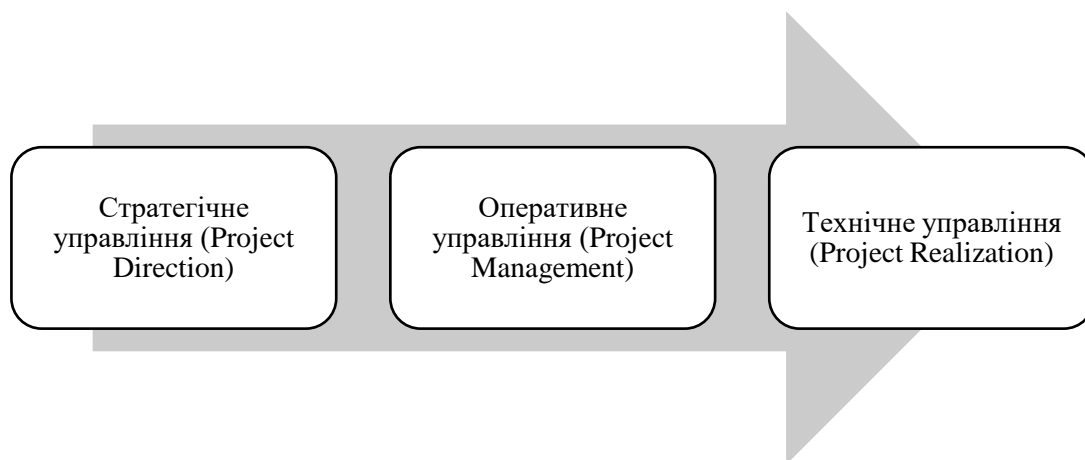 Стратегічне
управління (Project
Direction)
Оперативне
управління (Project
Management)
Технічне управління
(Project Realization)